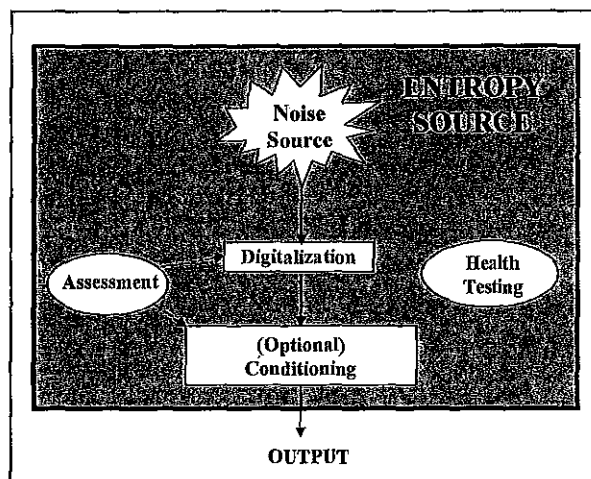 ENTROPY
SOURCE
Noise
Source
Digitalization
Assessment
Health
Testing
(Optional)
Conditioning
OUTPUT